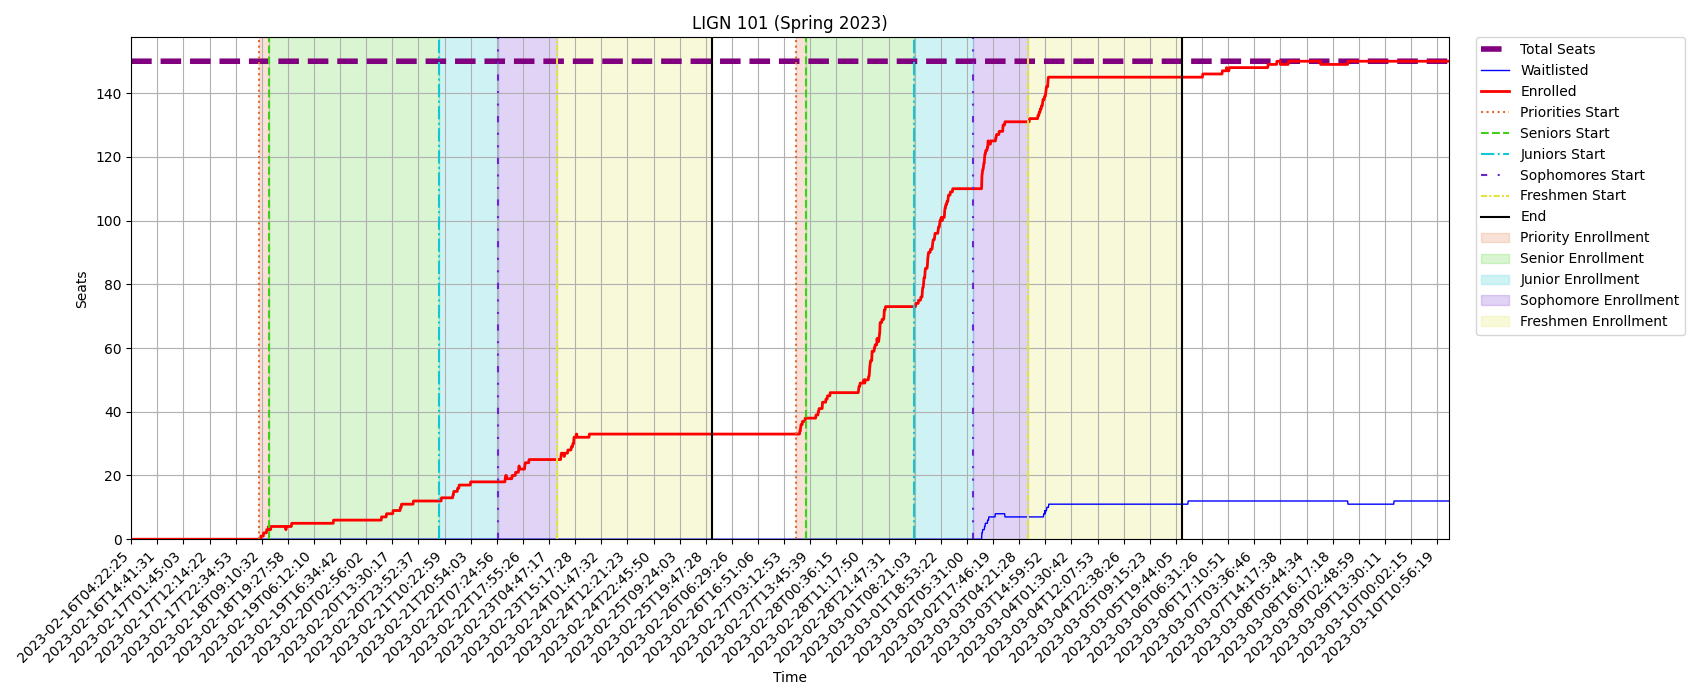 LIGN 101 (Spring 2023)
Seats
140
120
100
80
60
40
20
0
2023-02-16T04:22:25
2023-02-16T14:41:31
2023-02-17T01:45:03
2023-02-17T12:14:22
2023-02-17T22:34:53
2023-02-18T09:10:32
2023-02-18T19:27:58
2023-02-19T06:12:10
2023-02-19T16:34:42
2023-02-20T02:56:02
2023-02-20T13:30:17
2023-02-20T23:52:37
2023-02-21T10:22:59
2023-02-21T20:54:03
2023-02-22T07:24:56
2023-02-22T17:55:26
2023-02-23T04:47:17
2023-02-23T15:17:28
2023-02-24T01:47:32
2023-02-24T12:21:23
2023-02-24T22:45:50
2023-02-25T09:24:03
2023-02-25T19:47:28
2023-02-26T06:29:26
2023-02-26T16:51:06
2023-02-27T03:12:53
2023-02-27T13:45:39
2023-02-28T00:36:15
2023-02-28T11:17:50
2023-02-28T21:47:31
2023-03-01T08:21:03
2023-03-01T18:53:22
2023-03-02T05:31:00
2023-03-02T17:46:19
2023-03-03T04:21:28
2023-03-03T14:59:52
2023-03-04T01:30:42
2023-03-04T12:07:53
2023-03-04T22:38:26
2023-03-05T09:15:23
2023-03-05T19:44:05
2023-03-06T06:31:26
2023-03-06T17:10:51
2023-03-07T03:36:46
2023-03-07T14:17:38
2023-03-08T05:44:34
2023-03-08T16:17:18
2023-03-09T02:48:59
2023-03-09T13:30:11
2023-03-10T00:02:15
2023-03-10T10:56:19
Time
Total Seats
Waitlisted
Enrolled
Priorities Start
Seniors Start
Juniors Start
Sophomores Start
Freshmen Start
End
Priority Enrollment
Senior Enrollment
Junior Enrollment
Sophomore Enrollment
Freshmen Enrollment